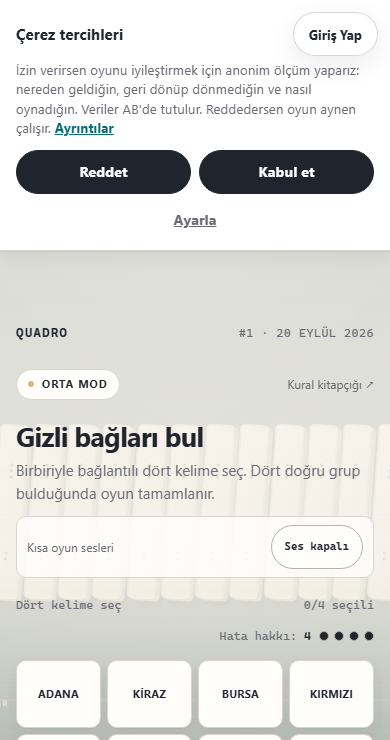 Çerez tercihleri
Giriş Yap
İzin verirsen oyunu iyileştirmek için anonim ölçüm yaparız:
nereden geldiğin, geri dönüp dönmediğin ve nasıl
oynadığın. Veriler AB'de tutulur. Reddedersen oyun aynen
çalışır. Ayrıntılar
Reddet
Kabul et
Ayarla
QUADRO
#1 · 20 EYLÜL 2026
ORTA MOD
Kural kitapçığı ↗
Gizli bağları bul
Birbiriyle bağlantılı dört kelime seç. Dört doğru grup
bulduğunda oyun tamamlanır.
Kısa oyun sesleri
Ses kapalı
Dört kelime seç
0/4 seçili
Hata hakkı: 4
ADANA
KİRAZ
BURSA
KIRMIZI